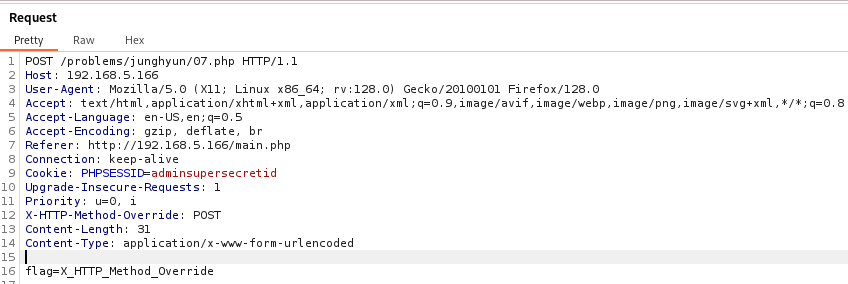 Request
Pretty Raw Hex
1 POST /problems/junghyun/07.php HTTP/1.1
2 Host: 192.168.5.166
3 User-Agent: Mozilla/5.0 (X11; Linux x86_64; rv:128.0) Gecko/20100101 Firefox/128.0
4 Accept: text/html,application/xhtml+xml,application/xml;q=0.9,image/avif,image/webp,image/png,image/svg+xml,*/*;q=0.8
5 Accept-Language: en-US,en;q=0.5
6 Accept-Encoding: gzip, deflate, br
7 Referer: http://192.168.5.166/main.php
8 Connection: keep-alive
9 Cookie: PHPSESSID=adminsupersecretid
10 Upgrade-Insecure-Requests: 1
11 Priority: u=0, i
12 X-HTTP-Method-Override: POST
13 Content-Length: 31
14 Content-Type: application/x-www-form-urlencoded
15
16 flag=X_HTTP_Method_Override
17